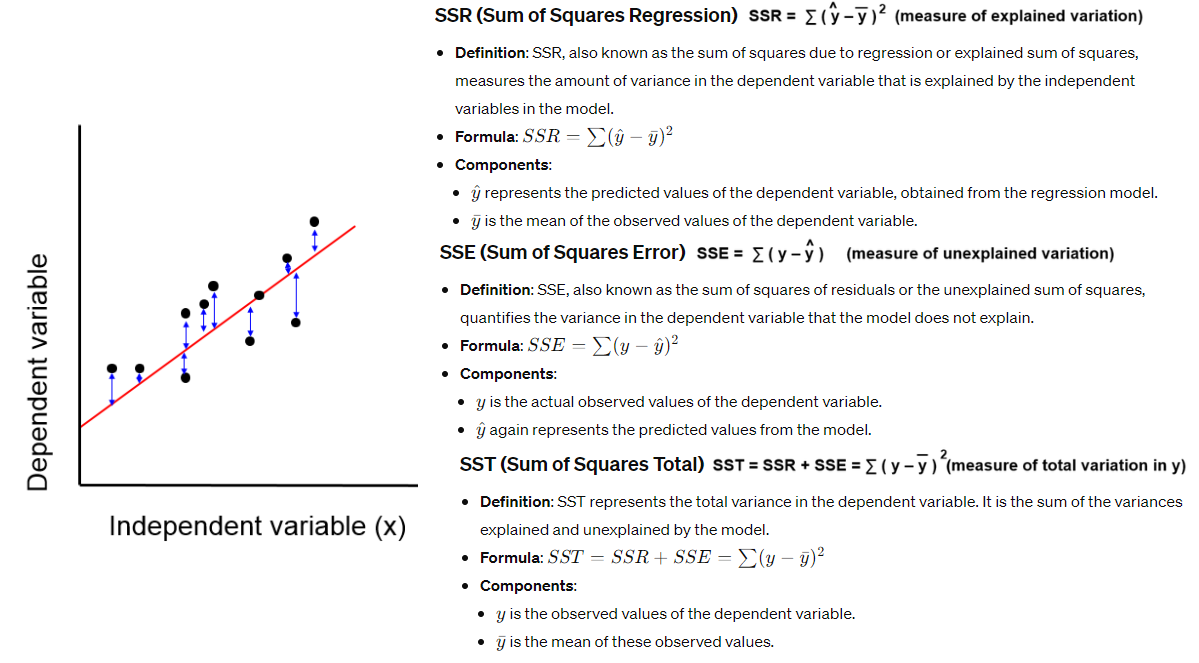 SSR (Sum of Squares Regression) SSR = Σ(ŷ – ȳ)² (measure of explained variation)
• Definition: SSR, also known as the sum of squares due to regression or explained sum of squares,
measures the amount of variance in the dependent variable that is explained by the independent
variables in the model.
• Formula: SSR = ∑(ŷ − ȳ)²
• Components:
• ŷ represents the predicted values of the dependent variable, obtained from the regression model.
• ȳ is the mean of the observed values of the dependent variable.
SSE (Sum of Squares Error) SSE = Σ(y – ŷ) (measure of unexplained variation)
• Definition: SSE, also known as the sum of squares of residuals or the unexplained sum of squares,
quantifies the variance in the dependent variable that the model does not explain.
• Formula: SSE = ∑(y − ŷ)²
• Components:
• y is the actual observed values of the dependent variable.
• ŷ again represents the predicted values from the model.
SST (Sum of Squares Total) SST = SSR + SSE = Σ(y – ȳ)² (measure of total variation in y)
• Definition: SST represents the total variance in the dependent variable. It is the sum of the variances
explained and unexplained by the model.
• Formula: SST = SSR + SSE = ∑(y − ȳ)²
• Components:
• y is the observed values of the dependent variable.
• ȳ is the mean of these observed values.
Dependent variable
Independent variable (x)